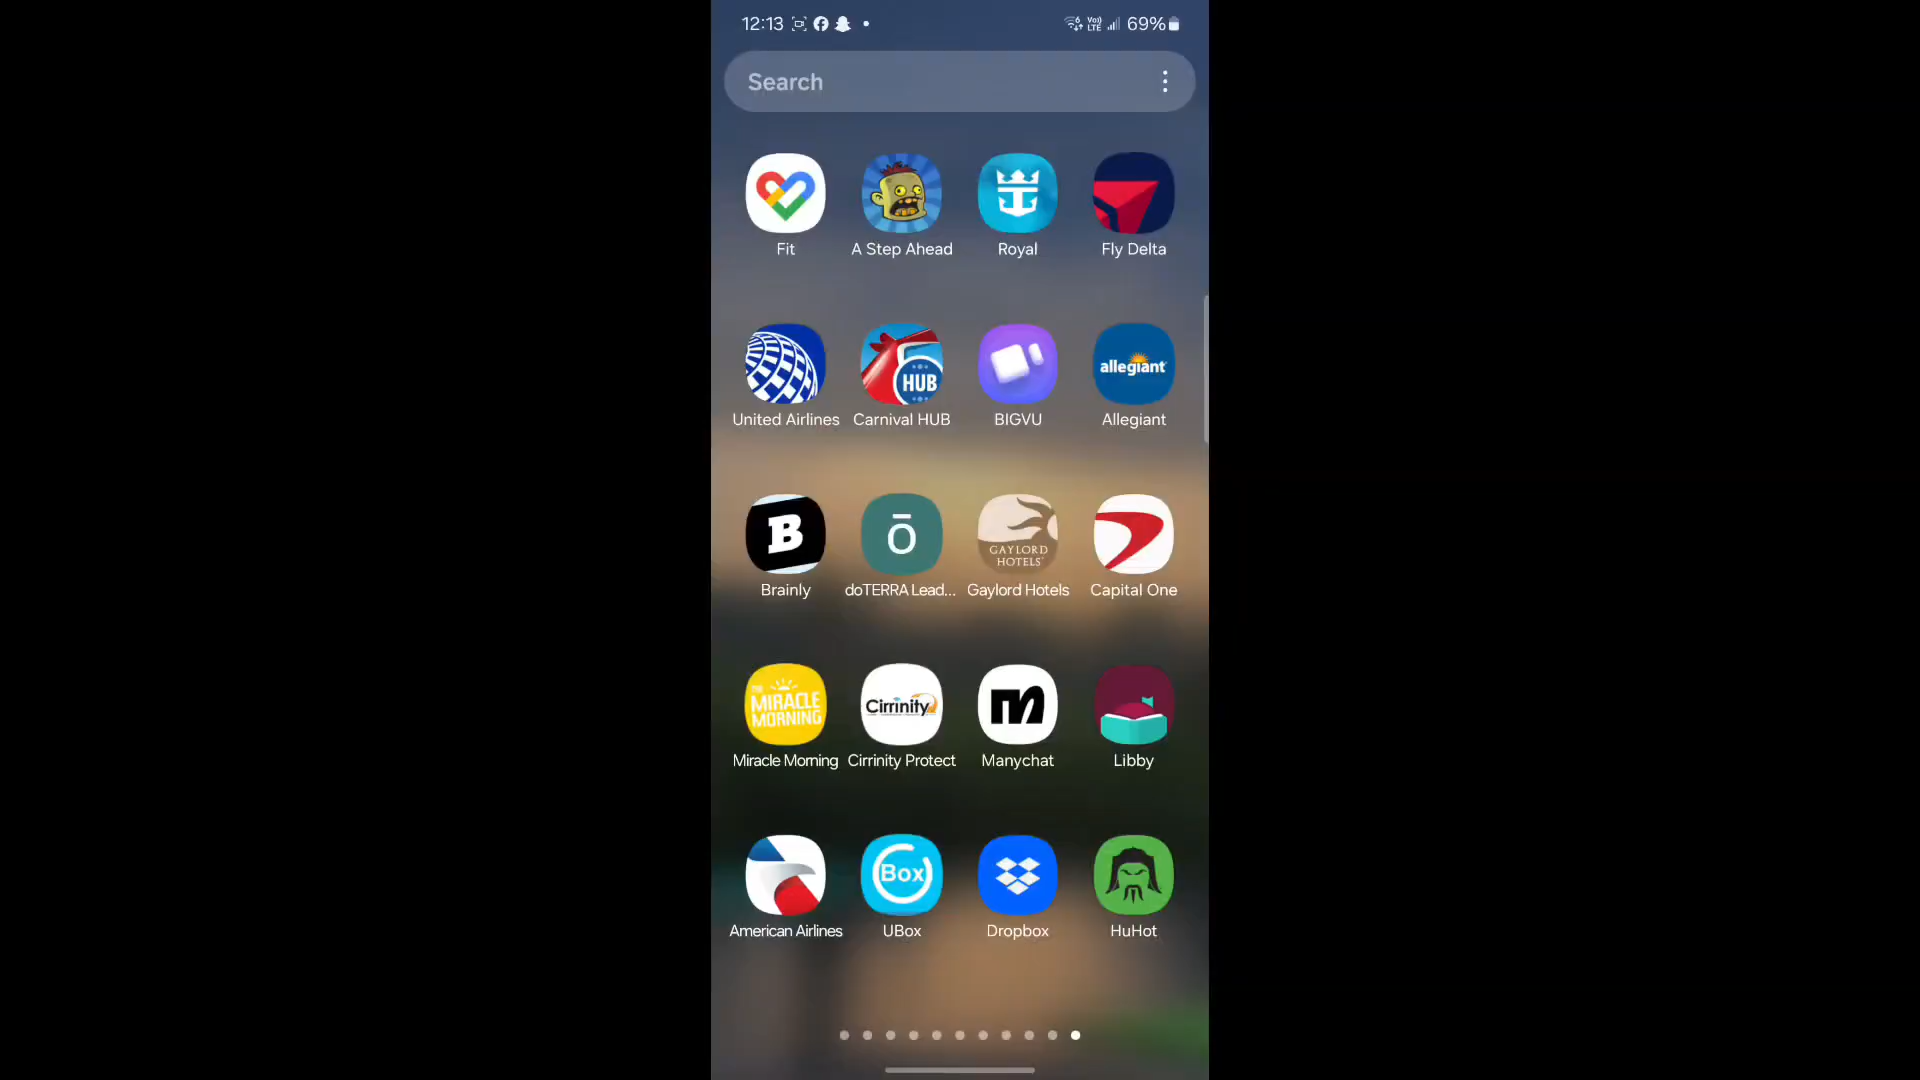 12:13 69%
Search
Fit A Step Ahead Royal Fly Delta
HUB allegiant
United Airlines Carnival HUB BIGVU Allegiant
B ō GAYLORD HOTELS
Brainly doTERRA Lead... Gaylord Hotels Capital One
THE MIRACLE MORNING Cirrinity m
Miracle Morning Cirrinity Protect Manychat Libby
Box
American Airlines UBox Dropbox HuHot